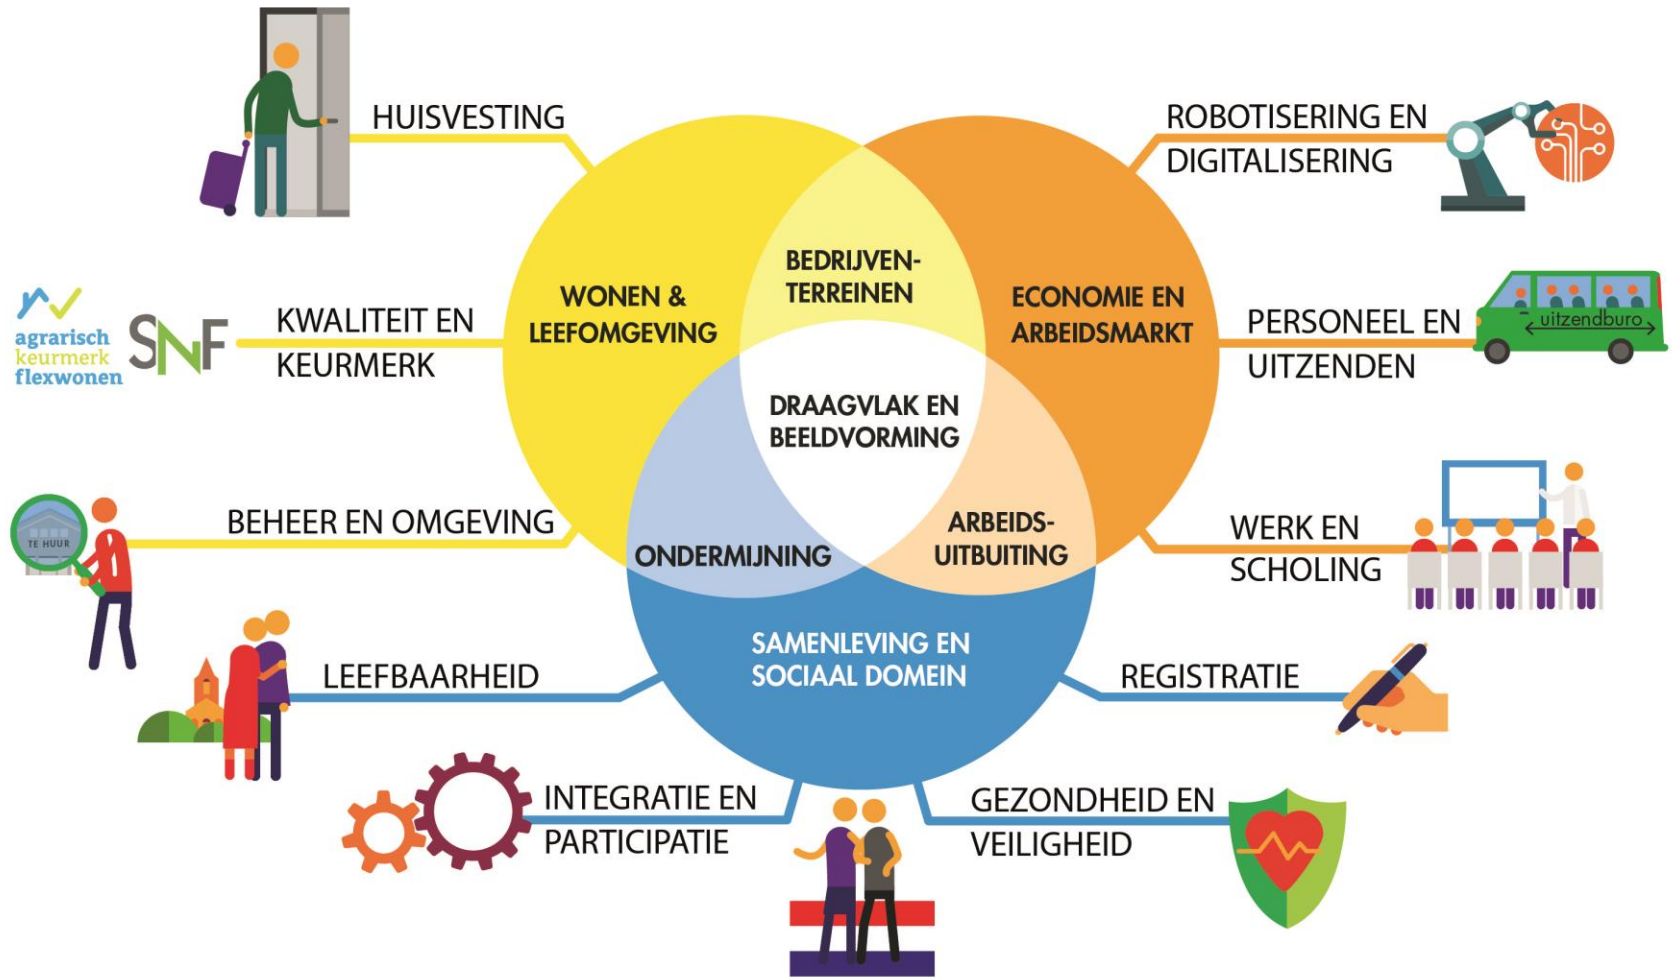 HUISVESTING
ROBOTISERING EN
DIGITALISERING
BEDRIJVEN-
TERREINEN
WONEN &
LEEFOMGEVING
ECONOMIE EN
ARBEIDSMARKT
agrarisch
keurmerk
flexwonen
SNF
KWALITEIT EN
KEURMERK
PERSONEEL EN
UITZENDEN
uitzendburo
DRAAGVLAK EN
BEELDVORMING
TE HUUR
BEHEER EN OMGEVING
ONDERMIJNING
ARBEIDS-
UITBUITING
WERK EN
SCHOLING
SAMENLEVING EN
SOCIAAL DOMEIN
LEEFBAARHEID
REGISTRATIE
INTEGRATIE EN
PARTICIPATIE
GEZONDHEID EN
VEILIGHEID